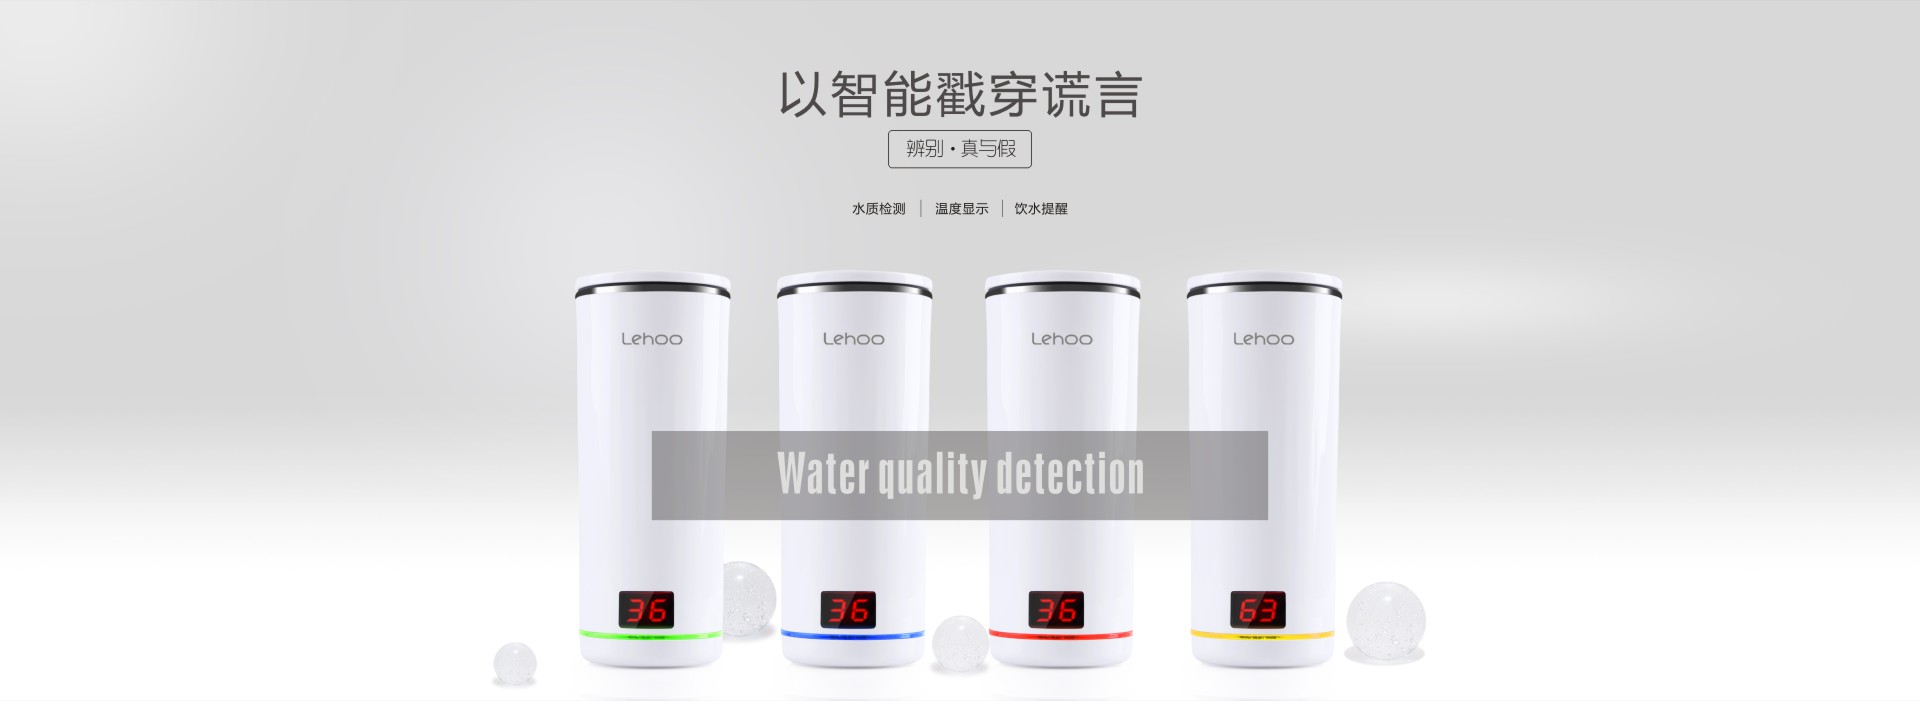 以智能戳穿谎言
辨别·真与假
水质检测 | 温度显示 | 饮水提醒
Lehoo Lehoo Lehoo Lehoo
Water quality detection
36 36 36 63